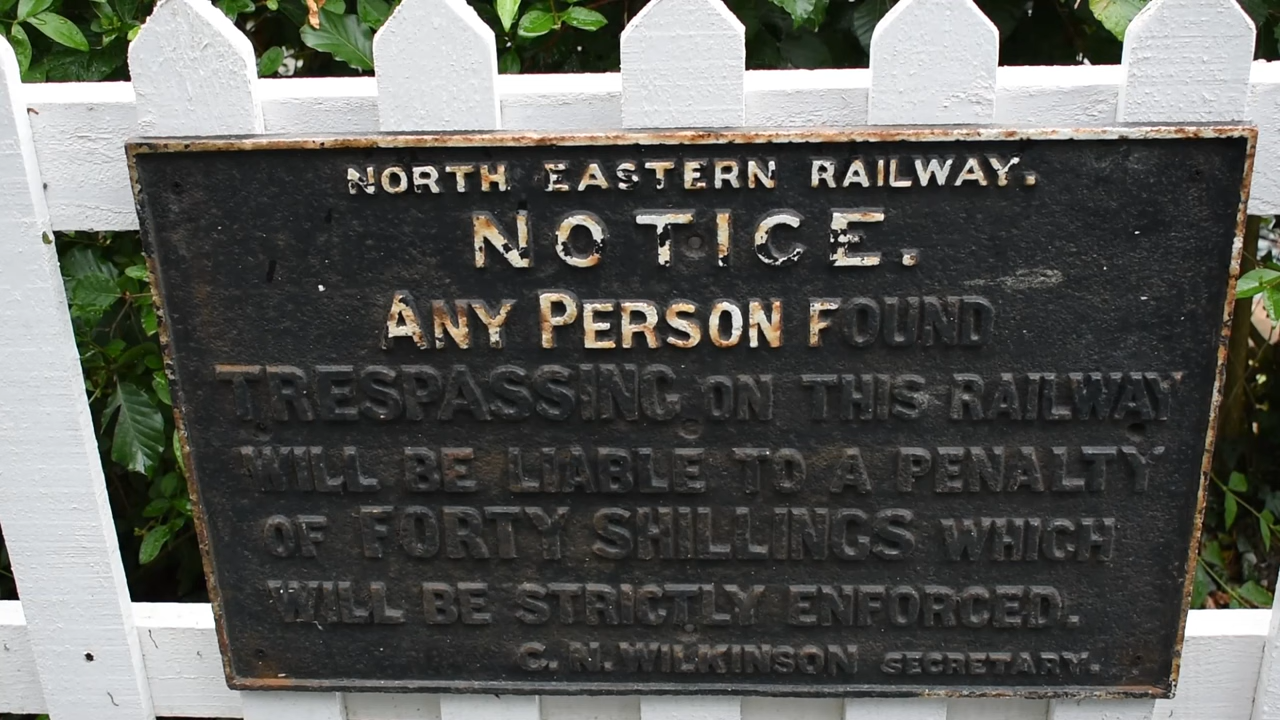 NORTH EASTERN RAILWAY.
NOTICE.
ANY PERSON FOUND
TRESPASSING ON THIS RAILWAY
WILL BE LIABLE TO A PENALTY
OF FORTY SHILLINGS WHICH
WILL BE STRICTLY ENFORCED.
C. N. WILKINSON SECRETARY.